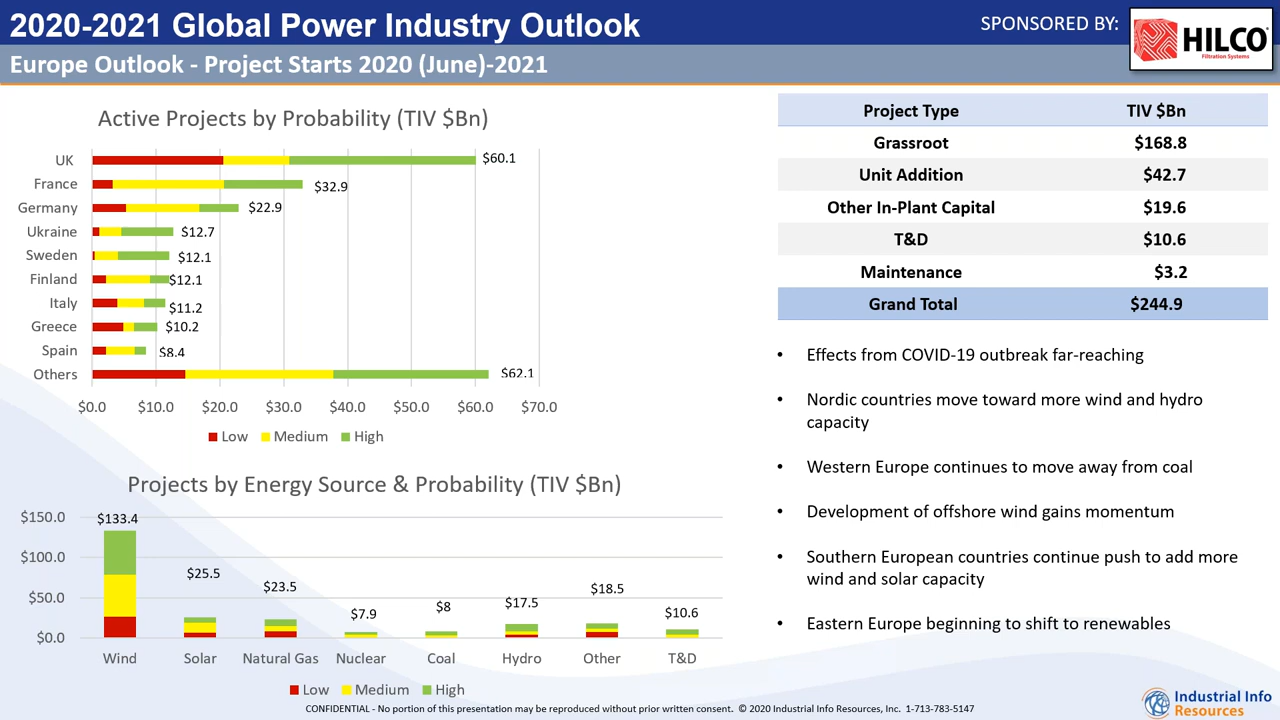 2020-2021 Global Power Industry Outlook
SPONSORED BY:
HILCO
Filtration Systems
Europe Outlook - Project Starts 2020 (June)-2021
Active Projects by Probability (TIV $Bn)
UK $60.1
France $32.9
Germany $22.9
Ukraine $12.7
Sweden $12.1
Finland $12.1
Italy $11.2
Greece $10.2
Spain $8.4
Others $62.1
$0.0 $10.0 $20.0 $30.0 $40.0 $50.0 $60.0 $70.0
Low Medium High
Projects by Energy Source & Probability (TIV $Bn)
$150.0
$100.0
$50.0
$0.0
$133.4 $25.5 $23.5 $7.9 $8 $17.5 $18.5 $10.6
Wind Solar Natural Gas Nuclear Coal Hydro Other T&D
Low Medium High
Project Type TIV $Bn
Grassroot $168.8
Unit Addition $42.7
Other In-Plant Capital $19.6
T&D $10.6
Maintenance $3.2
Grand Total $244.9
• Effects from COVID-19 outbreak far-reaching
• Nordic countries move toward more wind and hydro
capacity
• Western Europe continues to move away from coal
• Development of offshore wind gains momentum
• Southern European countries continue push to add more
wind and solar capacity
• Eastern Europe beginning to shift to renewables
CONFIDENTIAL - No portion of this presentation may be reproduced without prior written consent. © 2020 Industrial Info Resources, Inc. 1-713-783-5147
Industrial Info
Resources